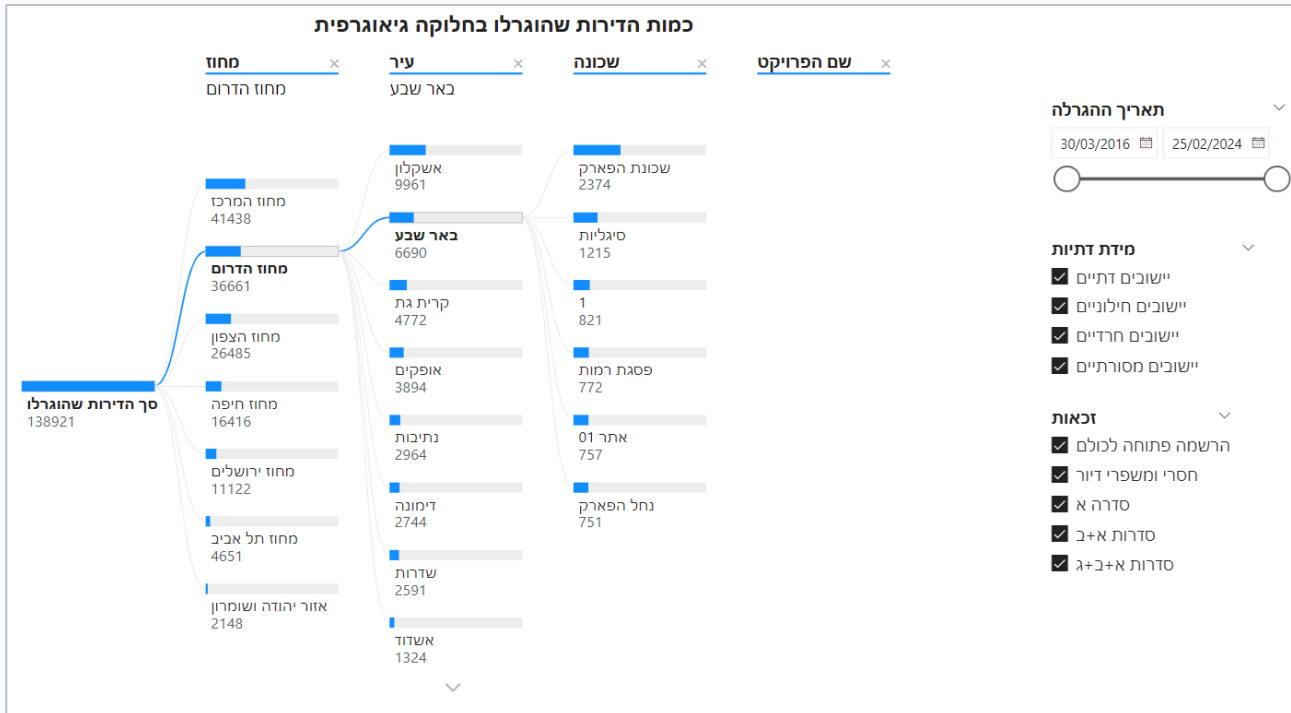 כמות הדירות שהוגרלו בחלוקה גיאוגרפית
מחוז
מחוז הדרום
עיר
באר שבע
שכונה
שם הפרויקט
סך הדירות שהוגרלו
138921
מחוז המרכז
41438
מחוז הדרום
36661
מחוז הצפון
26485
מחוז חיפה
16416
מחוז ירושלים
11122
מחוז תל אביב
4651
אזור יהודה ושומרון
2148
אשקלון
9961
באר שבע
6690
קרית גת
4772
אופקים
3894
נתיבות
2964
דימונה
2744
שדרות
2591
אשדוד
1324
שכונת הפארק
2374
סיגליות
1215
1
821
פסגת רמות
772
אתר 01
757
נחל הפארק
751
תאריך ההגרלה
30/03/2016
25/02/2024
מידת דתיות
יישובים דתיים
יישובים חילוניים
יישובים חרדיים
יישובים מסורתיים
זכאות
הרשמה פתוחה לכולם
חסרי ומשפרי דיור
סדרה א
סדרות א+ב
סדרות א+ב+ג